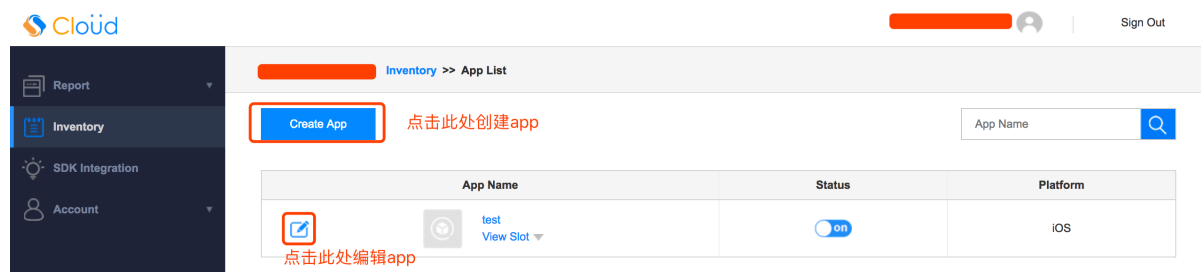 Cloüd
Sign Out
Report
Inventory
SDK Integration
Account
Inventory >> App List
Create App
点击此处创建app
App Name
App Name Status Platform
test
View Slot
on
iOS
点击此处编辑app